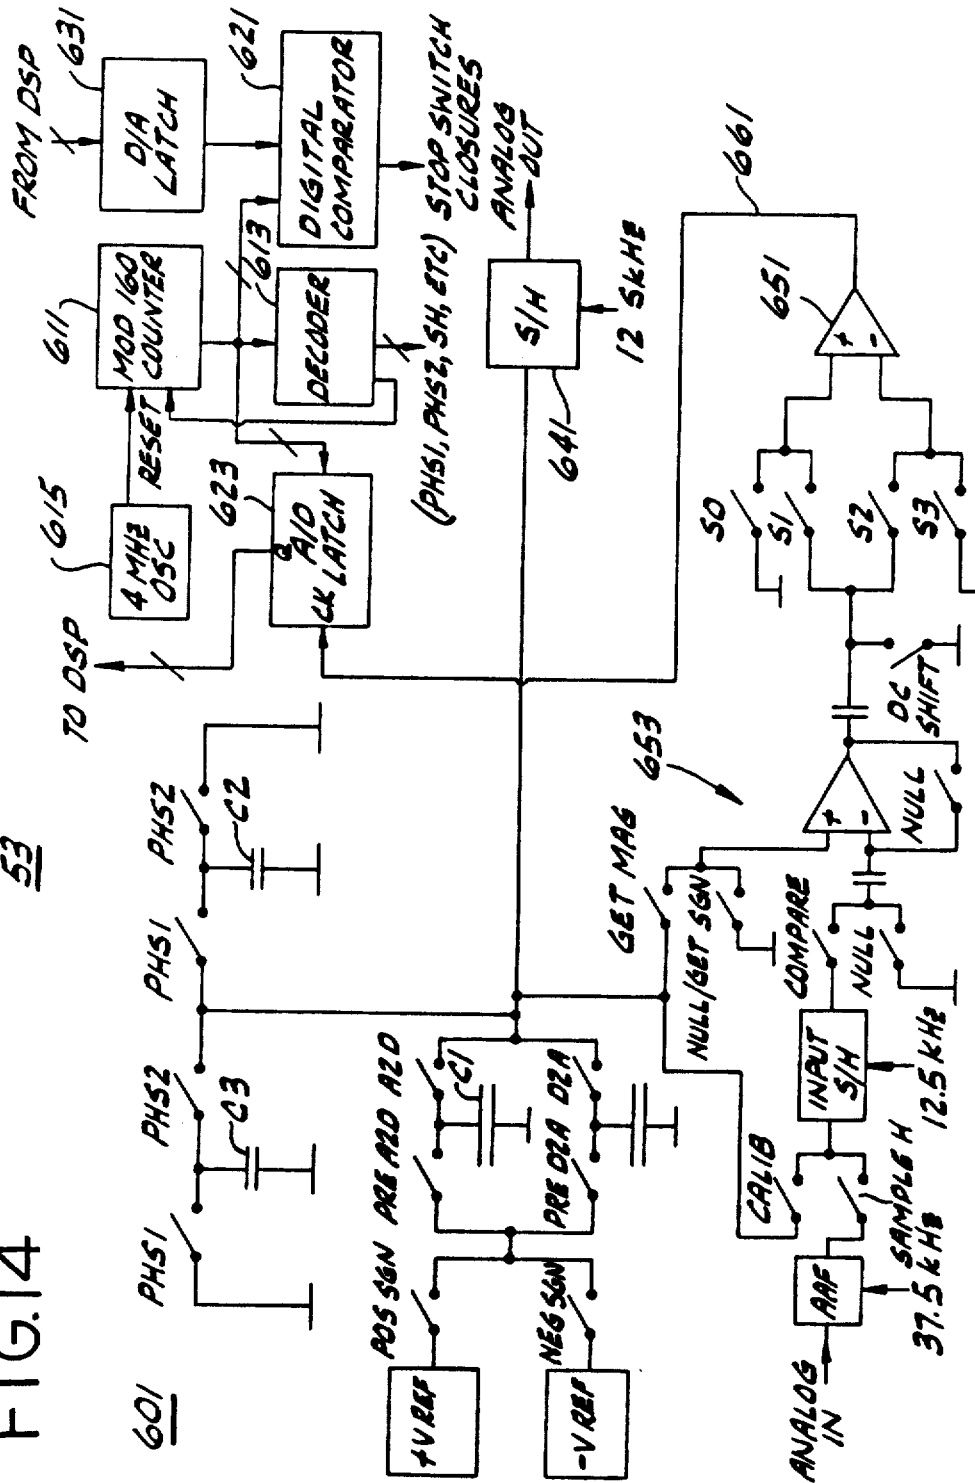 FIG.14
53
601
PHS1
PHS2
C3
PHS1
PHS2
C2
TO DSP
615
4 MHZ
OSC
RESET
611
MOD 160
COUNTER
FROM DSP
631
D/A
LATCH
623
Q
A/D
CK LATCH
613
DECODER
621
DIGITAL
COMPARATOR
(PHS1, PHS2, SH, ETC)
STOP SWITCH
CLOSURES
+V REF
POS SGN
PRE A2D
A2D
C1
-V REF
NEG SGN
PRE D2A
D2A
S/H
ANALOG
OUT
641
12.5KHZ
GET MAG
653
661
NULL/GET SGN
651
+
-
S0
S1
S2
S3
CALIB
COMPARE
+
-
DC
SHIFT
ANALOG
IN
AAF
SAMPLE H
37.5 KHZ
INPUT
S/H
12.5 KHZ
NULL
NULL